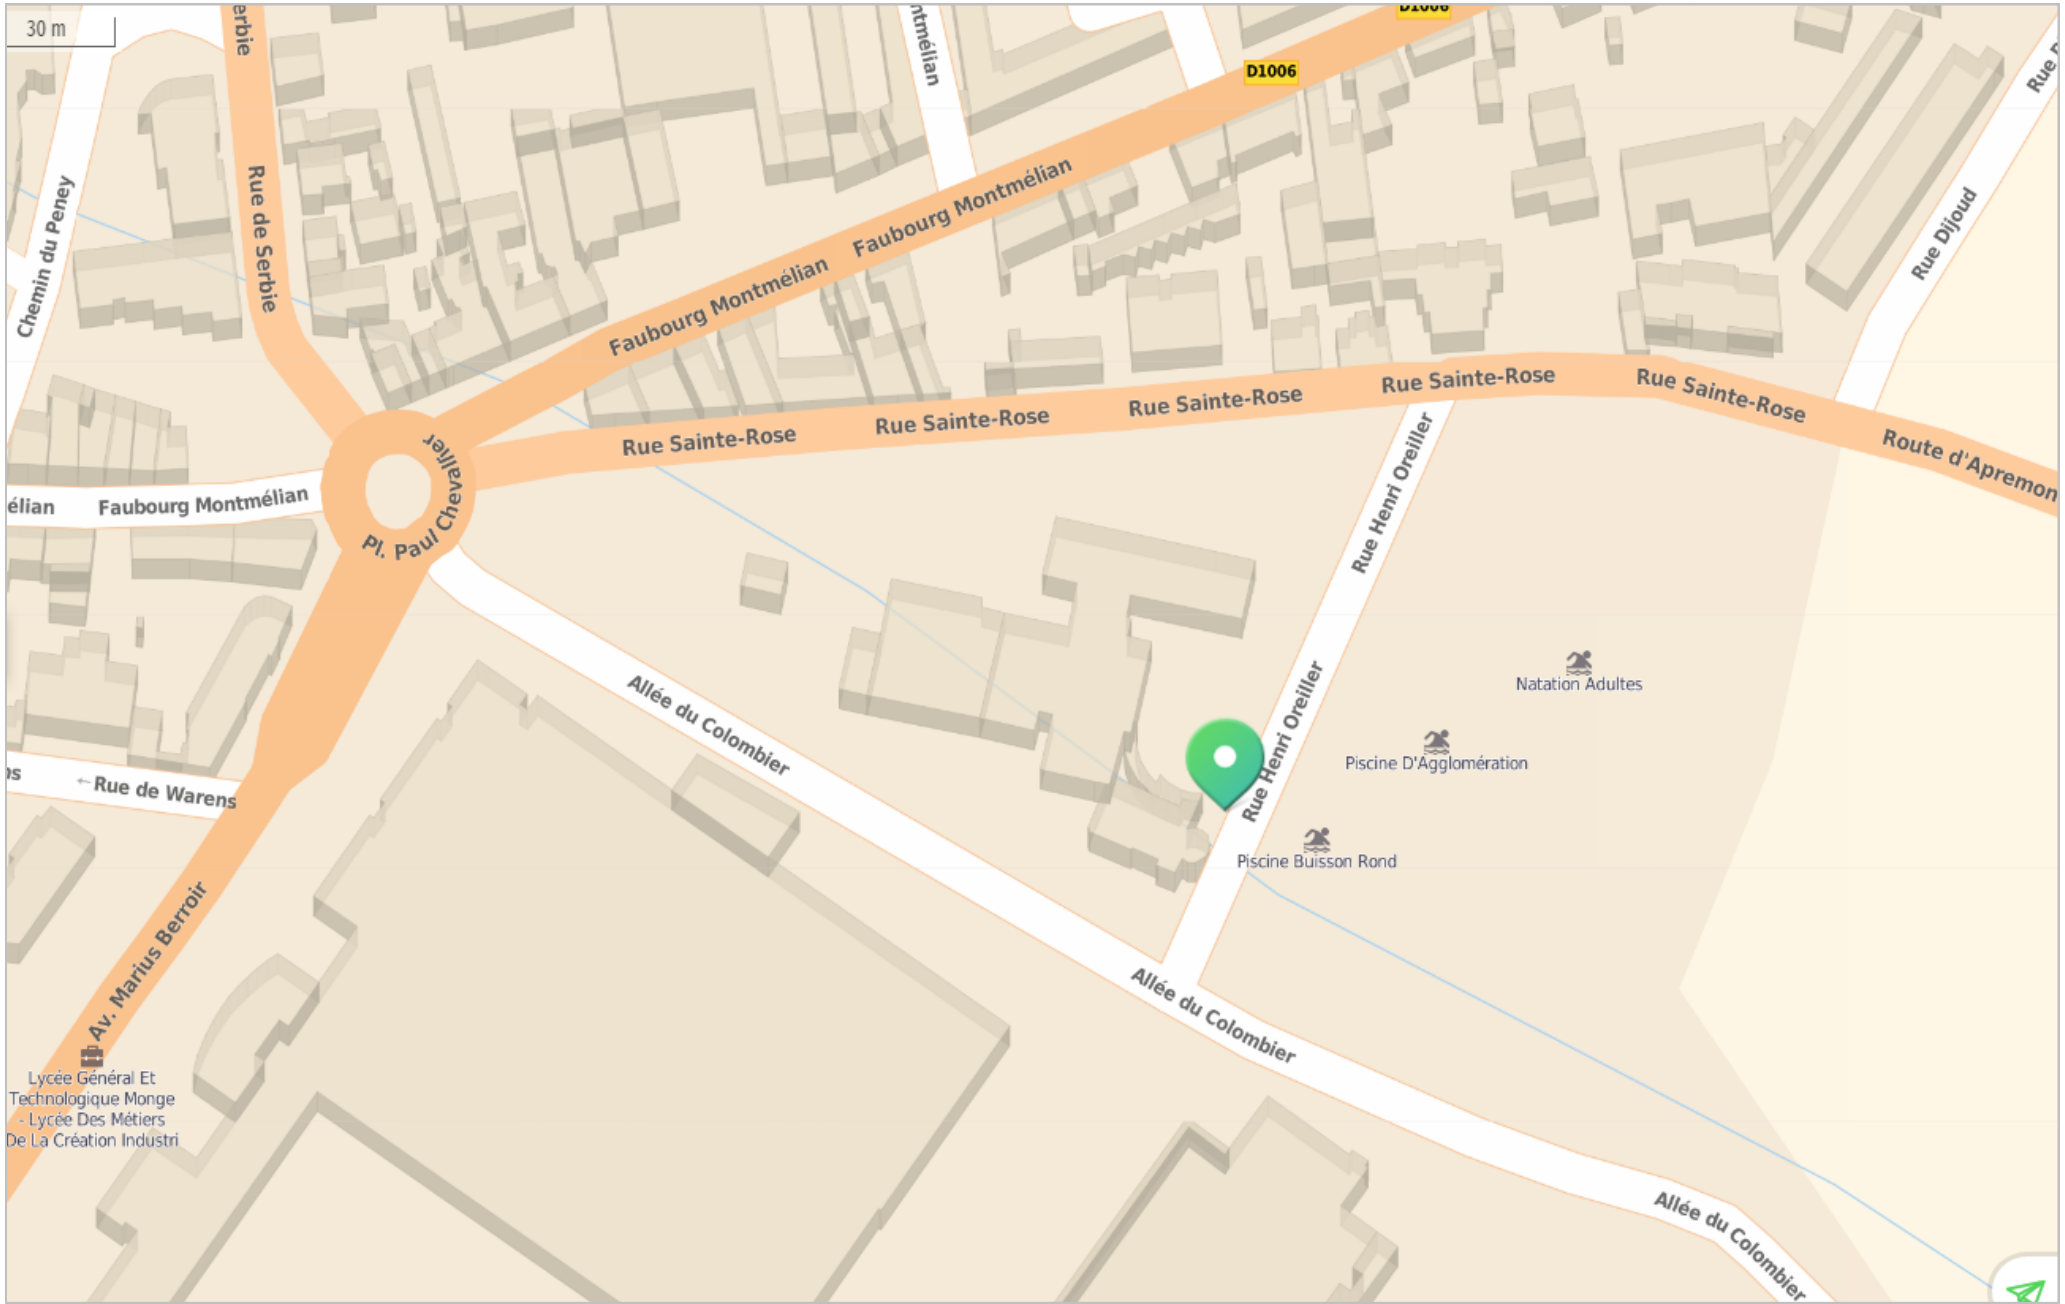 30 m
D1006
D1006
Rue de Serbie
Chemin du Peney
Faubourg Montmélian
Faubourg Montmélian
Rue Dijoud
Rue Sainte-Rose
Rue Sainte-Rose
Rue Sainte-Rose
Rue Sainte-Rose
Rue Sainte-Rose
Route d'Apremon
élian
Faubourg Montmélian
Pl. Paul Chevallier
Rue Henri Oreiller
Rue Henri Oreiller
Natation Adultes
Piscine D'Agglomération
Piscine Buisson Rond
Allée du Colombier
←Rue de Warens
Av. Marius Berroir
Allée du Colombier
Lycée Général Et
Technologique Monge
- Lycée Des Métiers
De La Création Industri
Allée du Colombier